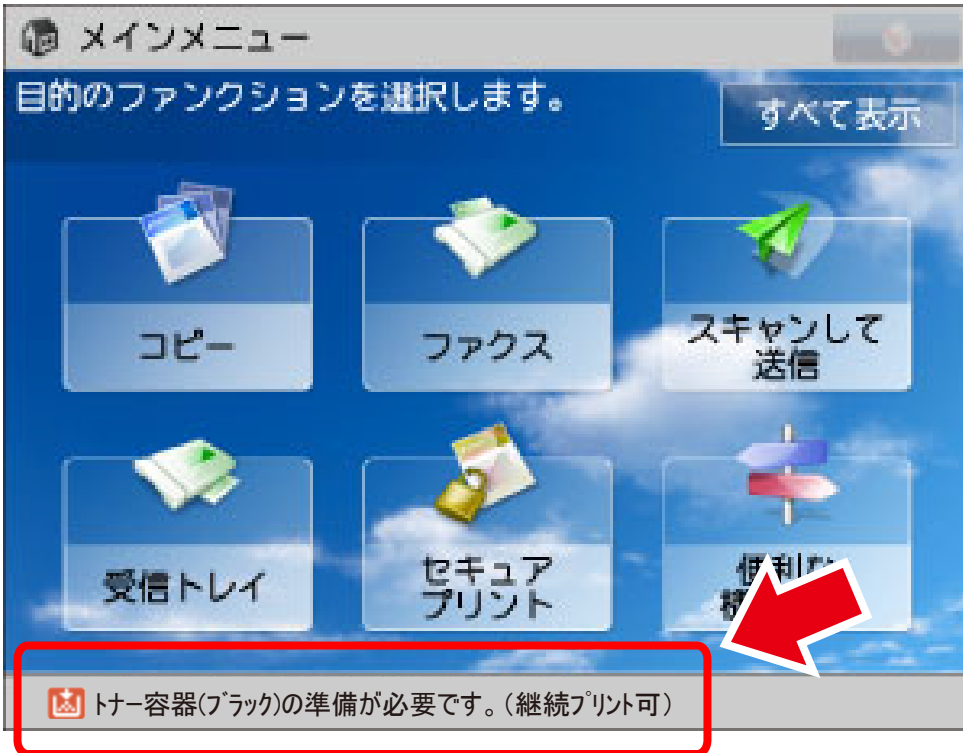 メインメニュー
目的のファンクションを選択します。
すべて表示
コピー
ファクス
スキャンして
送信
受信トレイ
セキュア
プリント
便利な
トナー容器(ブラック)の準備が必要です。(継続プリント可)